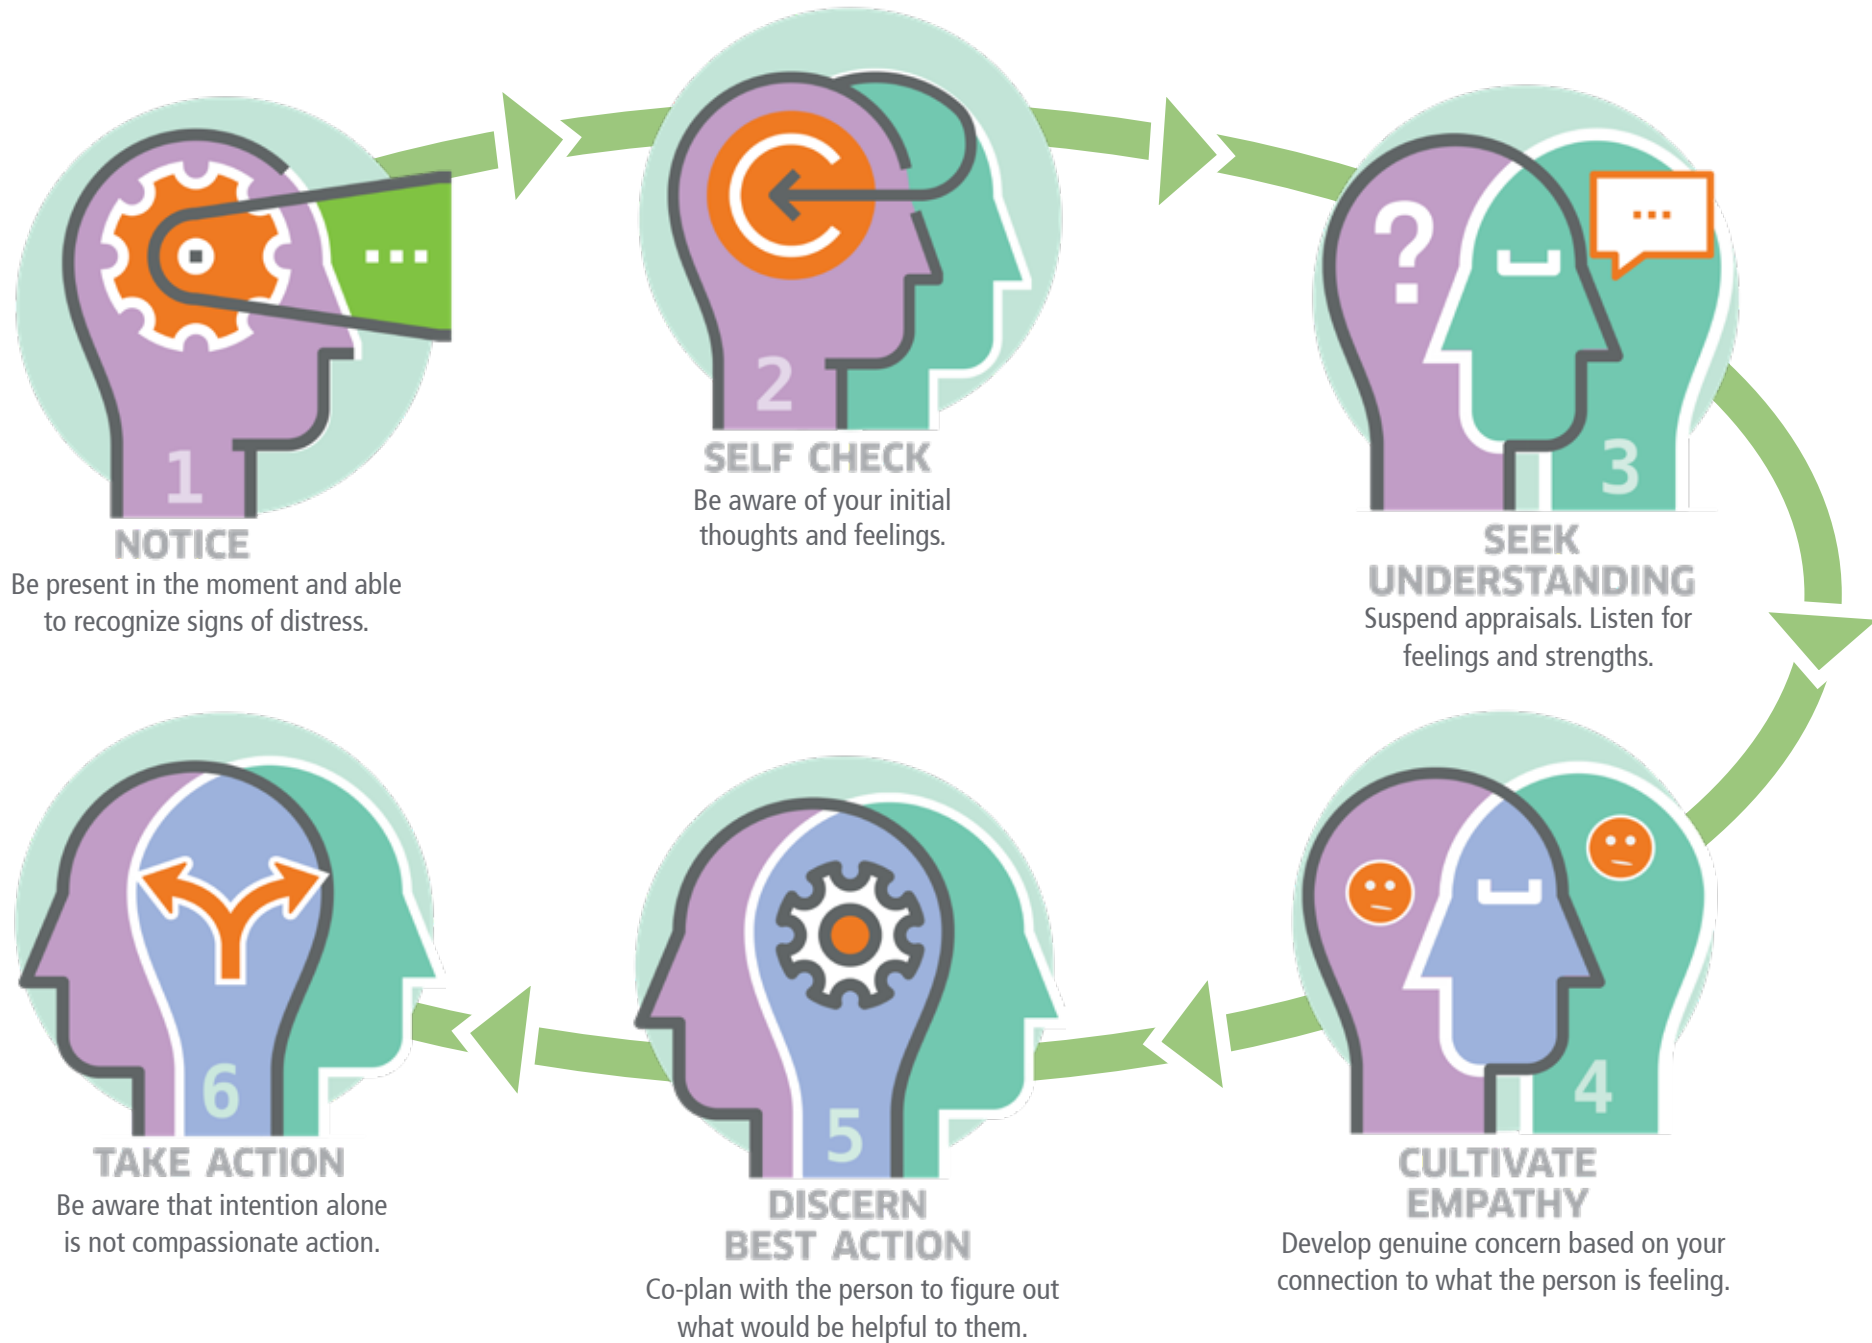 1
NOTICE
Be present in the moment and able
to recognize signs of distress.
2
SELF CHECK
Be aware of your initial
thoughts and feelings.
?
...
3
SEEK
UNDERSTANDING
Suspend appraisals. Listen for
feelings and strengths.
4
CULTIVATE
EMPATHY
Develop genuine concern based on your
connection to what the person is feeling.
5
DISCERN
BEST ACTION
Co-plan with the person to figure out
what would be helpful to them.
6
TAKE ACTION
Be aware that intention alone
is not compassionate action.